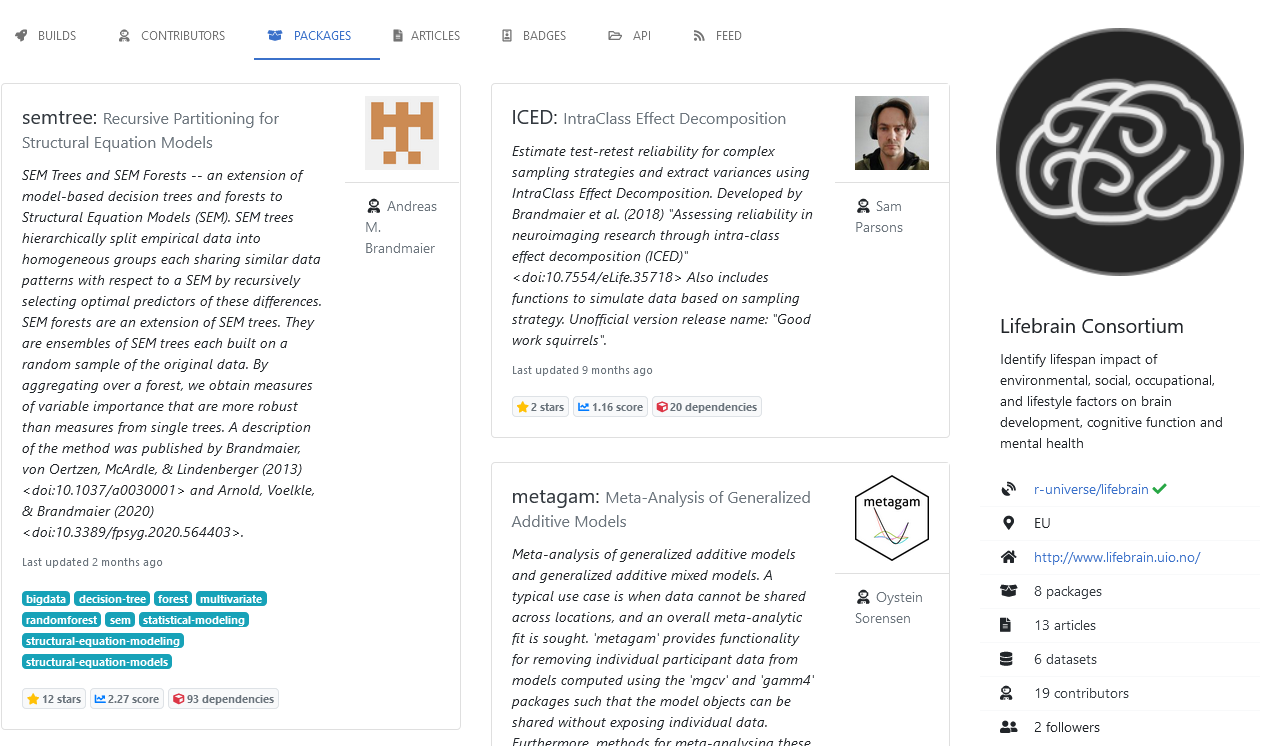 BUILDS
CONTRIBUTORS
PACKAGES
ARTICLES
BADGES
API
FEED
semtree: Recursive Partitioning for
Structural Equation Models
SEM Trees and SEM Forests -- an extension of
model-based decision trees and forests to
Structural Equation Models (SEM). SEM trees
hierarchically split empirical data into
homogeneous groups each sharing similar data
patterns with respect to a SEM by recursively
selecting optimal predictors of these differences.
SEM forests are an extension of SEM trees. They
are ensembles of SEM trees each built on a
random sample of the original data. By
aggregating over a forest, we obtain measures
of variable importance that are more robust
than measures from single trees. A description
of the method was published by Brandmaier,
von Oertzen, McArdle, & Lindenberger (2013)
<doi:10.1037/a0030001> and Arnold, Voelkle,
& Brandmaier (2020)
<doi:10.3389/fpsyg.2020.564403>.
Last updated 2 months ago
bigdata decision-tree forest multivariate
randomforest sem statistical-modeling
structural-equation-modeling
structural-equation-models
12 stars 2.27 score 93 dependencies
Andreas
M.
Brandmaier
ICED: IntraClass Effect Decomposition
Estimate test-retest reliability for complex
sampling strategies and extract variances using
IntraClass Effect Decomposition. Developed by
Brandmaier et al. (2018) "Assessing reliability in
neuroimaging research through intra-class
effect decomposition (ICED)"
<doi:10.7554/eLife.35718> Also includes
functions to simulate data based on sampling
strategy. Unofficial version release name: "Good
work squirrels".
Last updated 9 months ago
2 stars 1.16 score 20 dependencies
Sam
Parsons
metagam: Meta-Analysis of Generalized
Additive Models
Meta-analysis of generalized additive models
and generalized additive mixed models. A
typical use case is when data cannot be shared
across locations, and an overall meta-analytic
fit is sought. 'metagam' provides functionality
for removing individual participant data from
models computed using the 'mgcv' and 'gamm4'
packages such that the model objects can be
shared without exposing individual data.
Furthermore, methods for meta-analysing these
metagam
Oystein
Sorensen
Lifebrain Consortium
Identify lifespan impact of
environmental, social, occupational,
and lifestyle factors on brain
development, cognitive function and
mental health
r-universe/lifebrain
EU
http://www.lifebrain.uio.no/
8 packages
13 articles
6 datasets
19 contributors
2 followers